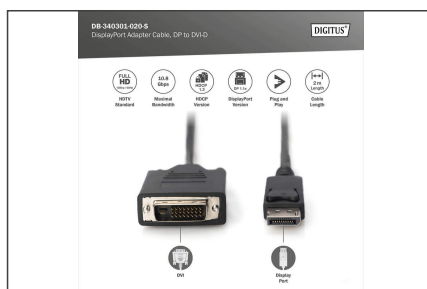 DB-340301-020-S
DisplayPort Adapter Cable, DP to DVI-D
DIGITUS®
FULL
HD
HDTV
Standard
10.8
Gbps
Maximal
Bandwidth
HDCP
1.3
HDCP
Version
DP 1.1a
DisplayPort
Version
Plug and
Play
2 m
Length
Cable
Length
DVI
Display
Port